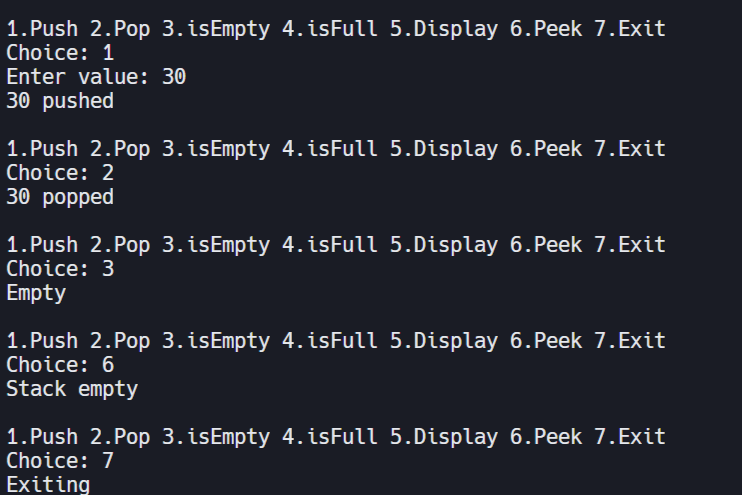 1.Push 2.Pop 3.isEmpty 4.isFull 5.Display 6.Peek 7.Exit
Choice: 1
Enter value: 30
30 pushed
1.Push 2.Pop 3.isEmpty 4.isFull 5.Display 6.Peek 7.Exit
Choice: 2
30 popped
1.Push 2.Pop 3.isEmpty 4.isFull 5.Display 6.Peek 7.Exit
Choice: 3
Empty
1.Push 2.Pop 3.isEmpty 4.isFull 5.Display 6.Peek 7.Exit
Choice: 6
Stack empty
1.Push 2.Pop 3.isEmpty 4.isFull 5.Display 6.Peek 7.Exit
Choice: 7
Exiting